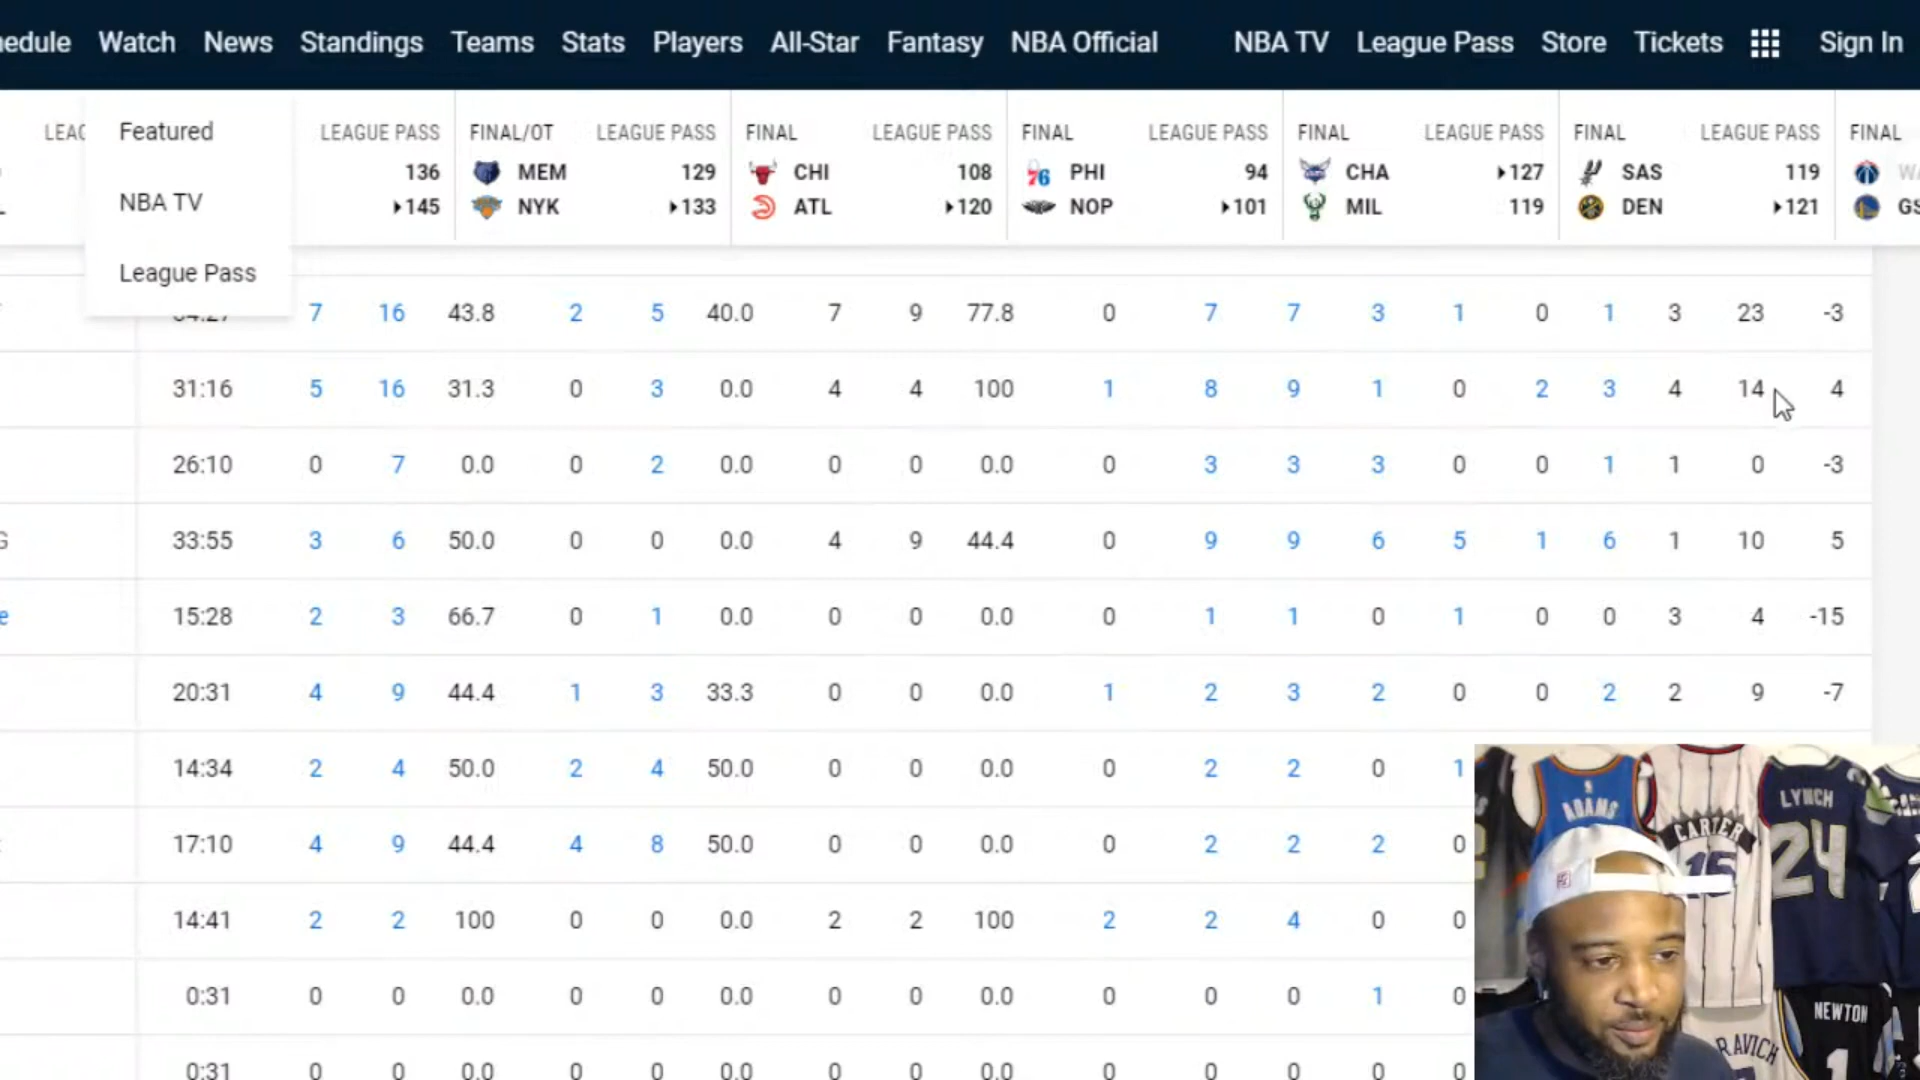 Watch News Standings Teams Stats Players All-Star Fantasy NBA Official NBA TV League Pass Store Tickets Sign In
Featured
NBA TV
League Pass
LEAGUE PASS
136
145
FINAL/OT LEAGUE PASS
MEM 129
NYK 133
FINAL LEAGUE PASS
CHI 108
ATL 120
FINAL LEAGUE PASS
PHI 94
NOP 101
FINAL LEAGUE PASS
CHA 127
MIL 119
FINAL LEAGUE PASS
SAS 119
DEN 121
FINAL
7 16 43.8 2 5 40.0 7 9 77.8 0 7 7 3 1 0 1 3 23 -3
31:16 5 16 31.3 0 3 0.0 4 4 100 1 8 9 1 0 2 3 4 14 4
26:10 0 7 0.0 0 2 0.0 0 0 0.0 0 3 3 3 0 0 1 1 0 -3
33:55 3 6 50.0 0 0 0.0 4 9 44.4 0 9 9 6 5 1 6 1 10 5
15:28 2 3 66.7 0 1 0.0 0 0 0.0 0 1 1 0 1 0 0 3 4 -15
20:31 4 9 44.4 1 3 33.3 0 0 0.0 1 2 3 2 0 0 2 2 9 -7
14:34 2 4 50.0 2 4 50.0 0 0 0.0 0 2 2 0 1
17:10 4 9 44.4 4 8 50.0 0 0 0.0 0 2 2 2 0
14:41 2 2 100 0 0 0.0 2 2 100 2 2 4 0 0
0:31 0 0 0.0 0 0 0.0 0 0 0.0 0 0 0 1 0
0:31 0 0 0.0 0 0 0.0 0 0 0.0 0 0 0 0 0
ADAMS
CARTER
15
LYNCH
24
NEWTON
1